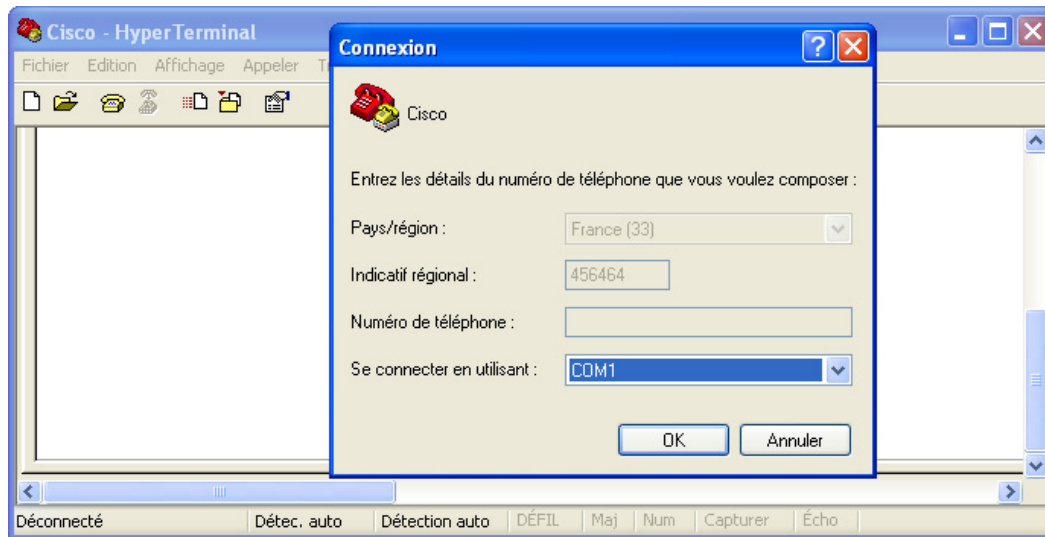 Cisco - HyperTerminal
Fichier Edition Affichage Appeler
Connexion
Cisco
Entrez les détails du numéro de téléphone que vous voulez composer :
Pays/région : France (33)
Indicatif régional : 456464
Numéro de téléphone :
Se connecter en utilisant : COM1
OK Annuler
Déconnecté Détec. auto Détection auto DÉFIL Maj Num Capturer Écho